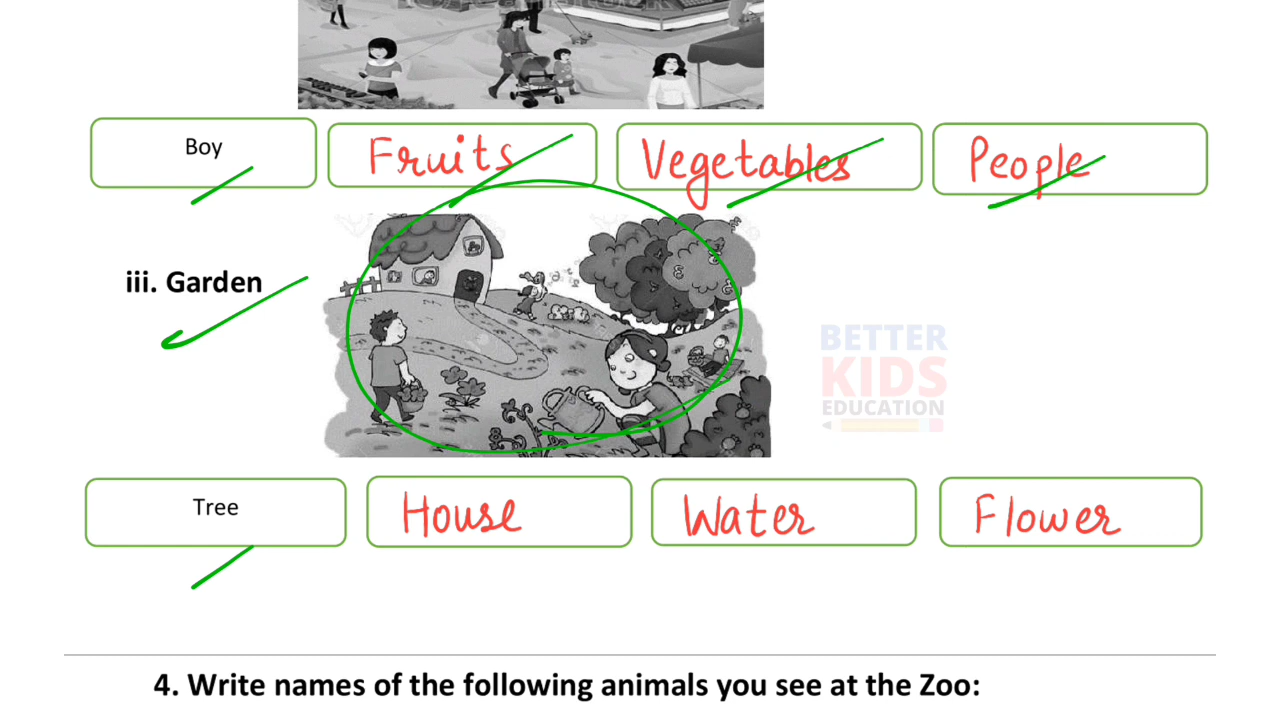 Boy Fruits Vegetables People
iii. Garden
BETTER
KIDS
EDUCATION
Tree House Water Flower
4. Write names of the following animals you see at the Zoo: